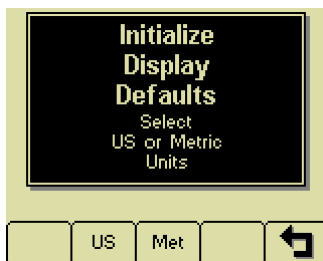 Initialize
Display
Defaults
Select
US or Metric
Units
US Met